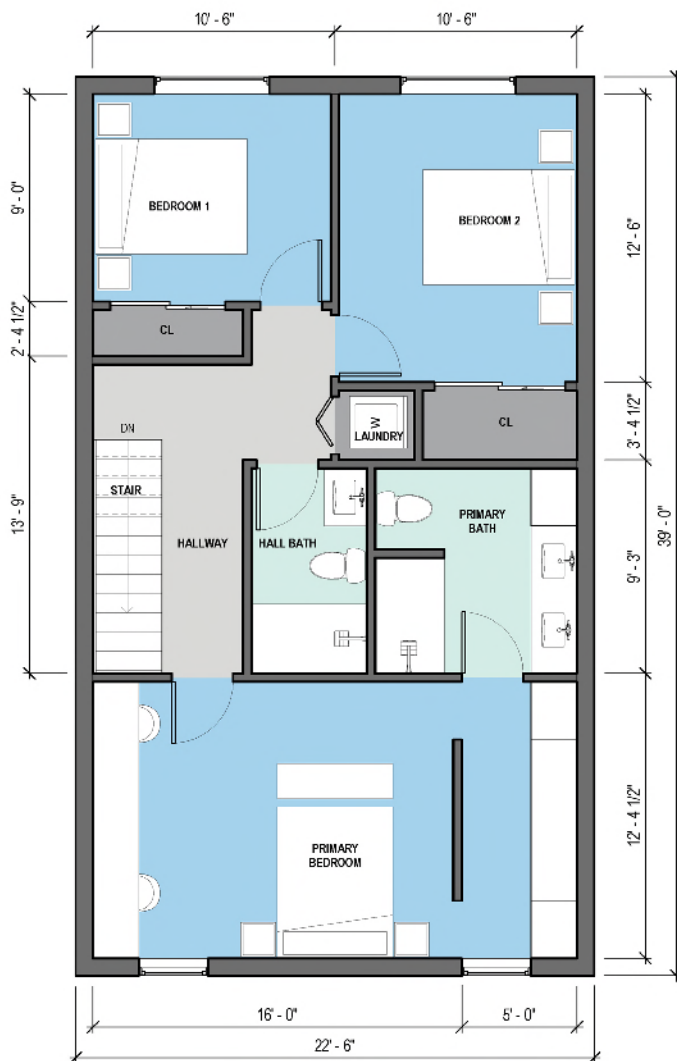 10' - 6"
10' - 6"
9' - 0"
BEDROOM 1
BEDROOM 2
12' - 6"
2' - 4 1/2"
CL
DN
W
LAUNDRY
CL
3' - 4 1/2"
STAIR
13' - 9"
HALLWAY
HALL BATH
PRIMARY
BATH
9' - 3"
39' - 0"
PRIMARY
BEDROOM
12' - 4 1/2"
16' - 0"
5' - 0"
22' - 6"